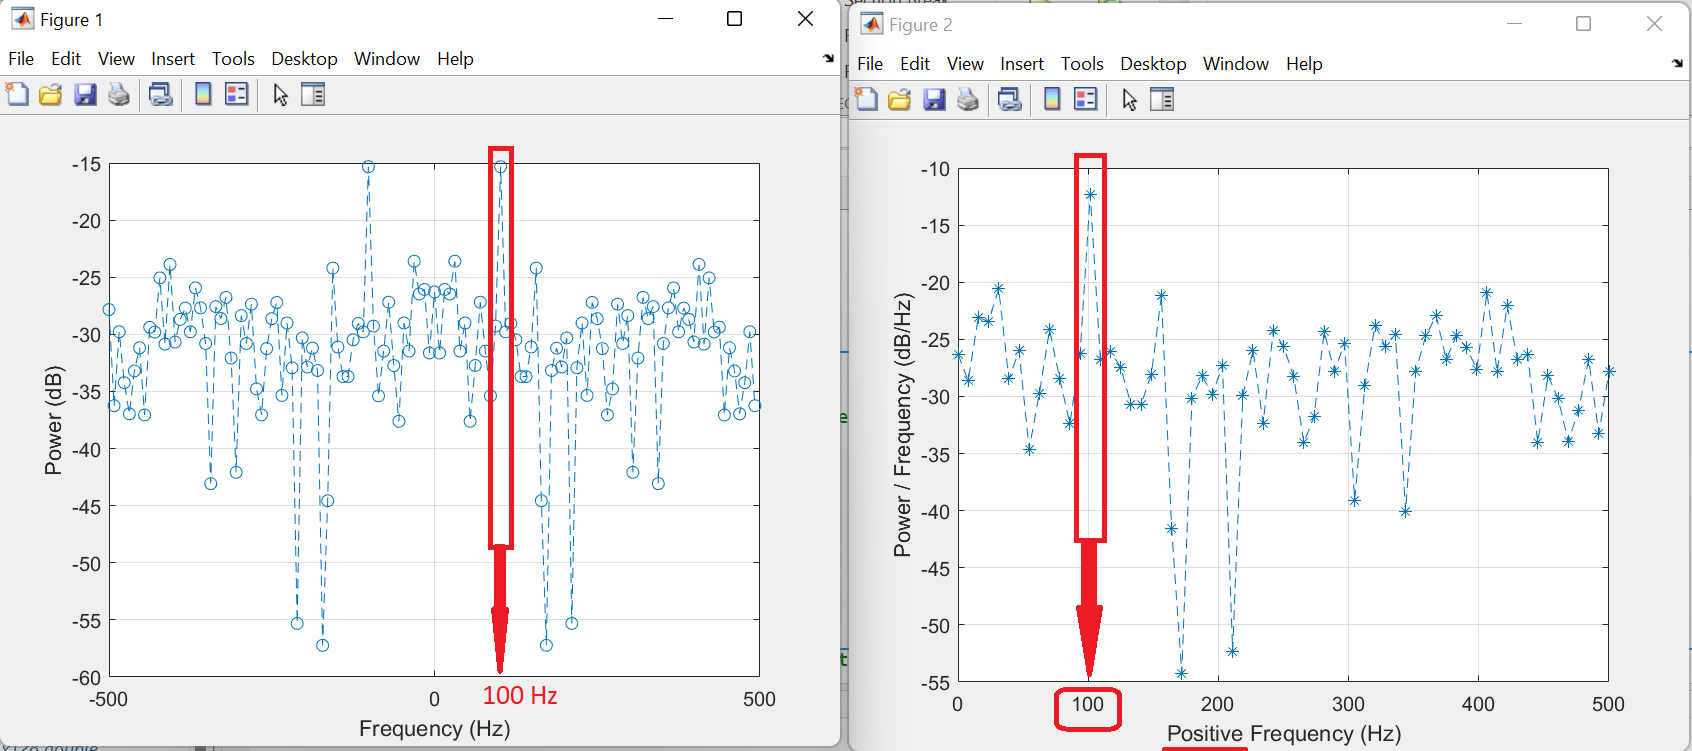 Figure 1
File Edit View Insert Tools Desktop Window Help
-15
-20
-25
-30
-35
-40
-45
-50
-55
-60
Power (dB)
-500 0 500
100 Hz
Frequency (Hz)
Figure 2
File Edit View Insert Tools Desktop Window Help
-10
-15
-20
-25
-30
-35
-40
-45
-50
-55
Power / Frequency (dB/Hz)
0 100 200 300 400 500
Positive Frequency (Hz)